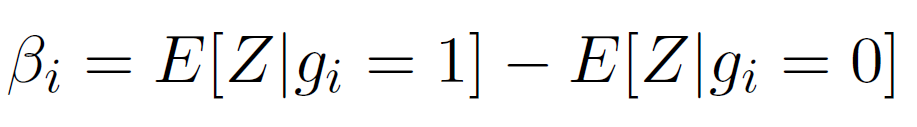 βᵢ = E[Z|gᵢ = 1] − E[Z|gᵢ = 0]